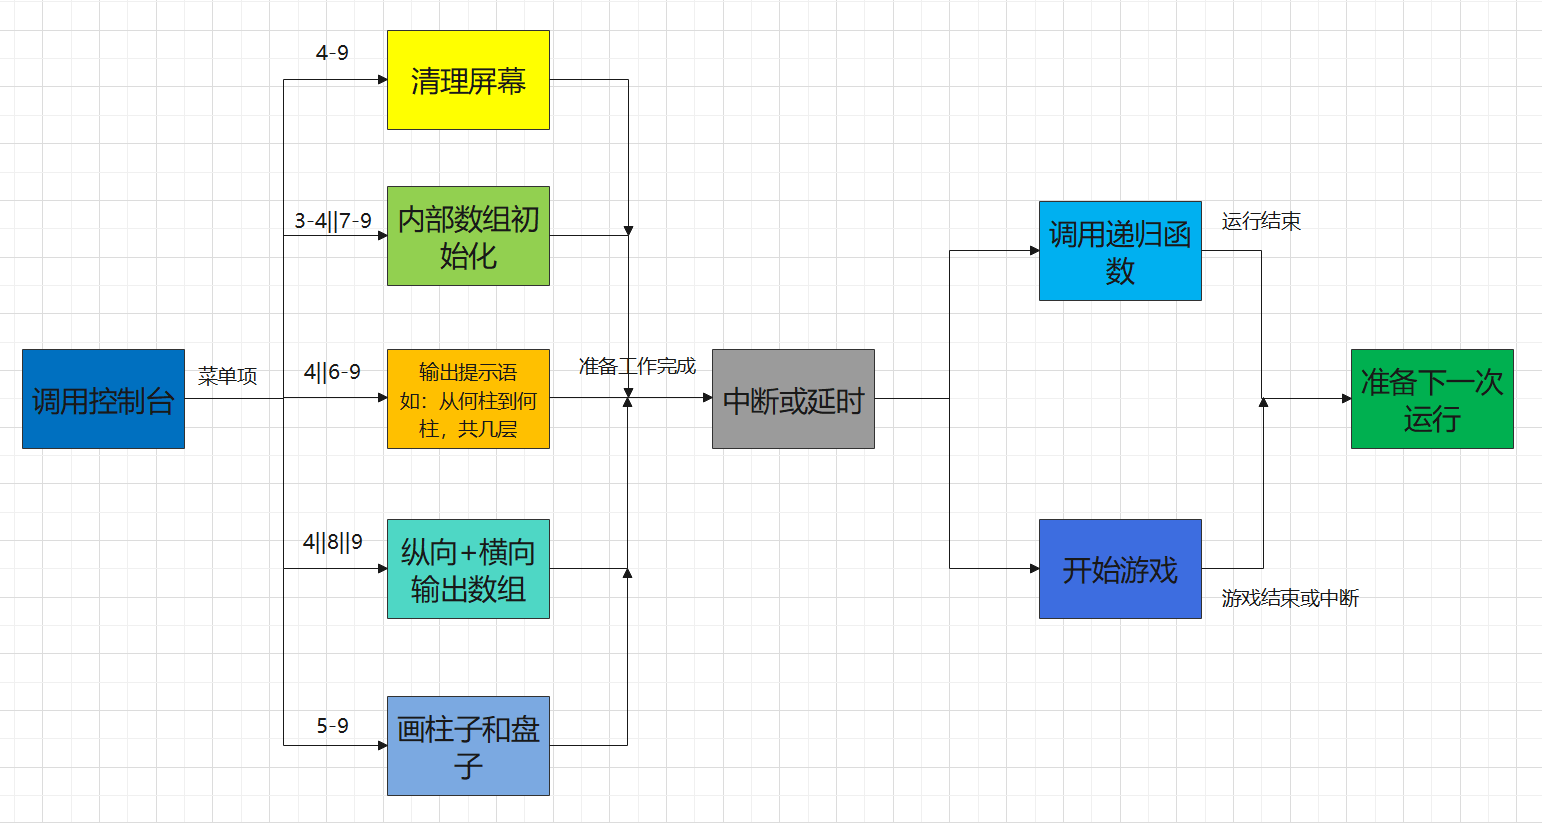 4-9
清理屏幕
3-4||7-9
内部数组初
始化
调用递归函
数
运行结束
调用控制台
菜单项
4||6-9
输出提示语
如：从何柱到何
柱，共几层
准备工作完成
中断或延时
准备下一次
运行
4||8||9
纵向+横向
输出数组
开始游戏
游戏结束或中断
5-9
画柱子和盘
子